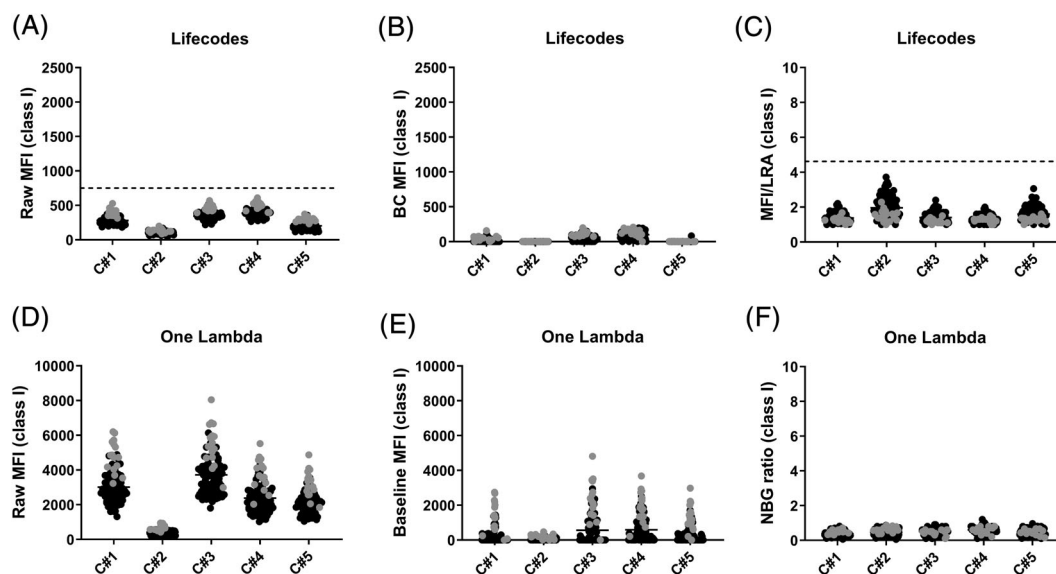 (A)
Lifecodes
Raw MFI (class I)
2500
2000
1500
1000
500
0
C#1 C#2 C#3 C#4 C#5
(B)
Lifecodes
BC MFI (class I)
2500
2000
1500
1000
500
0
C#1 C#2 C#3 C#4 C#5
(C)
Lifecodes
MFI/LRA (class I)
10
8
6
4
2
0
C#1 C#2 C#3 C#4 C#5
(D)
One Lambda
Raw MFI (class I)
10000
8000
6000
4000
2000
0
C#1 C#2 C#3 C#4 C#5
(E)
One Lambda
Baseline MFI (class I)
10000
8000
6000
4000
2000
0
C#1 C#2 C#3 C#4 C#5
(F)
One Lambda
NBG ratio (class I)
10
8
6
4
2
0
C#1 C#2 C#3 C#4 C#5